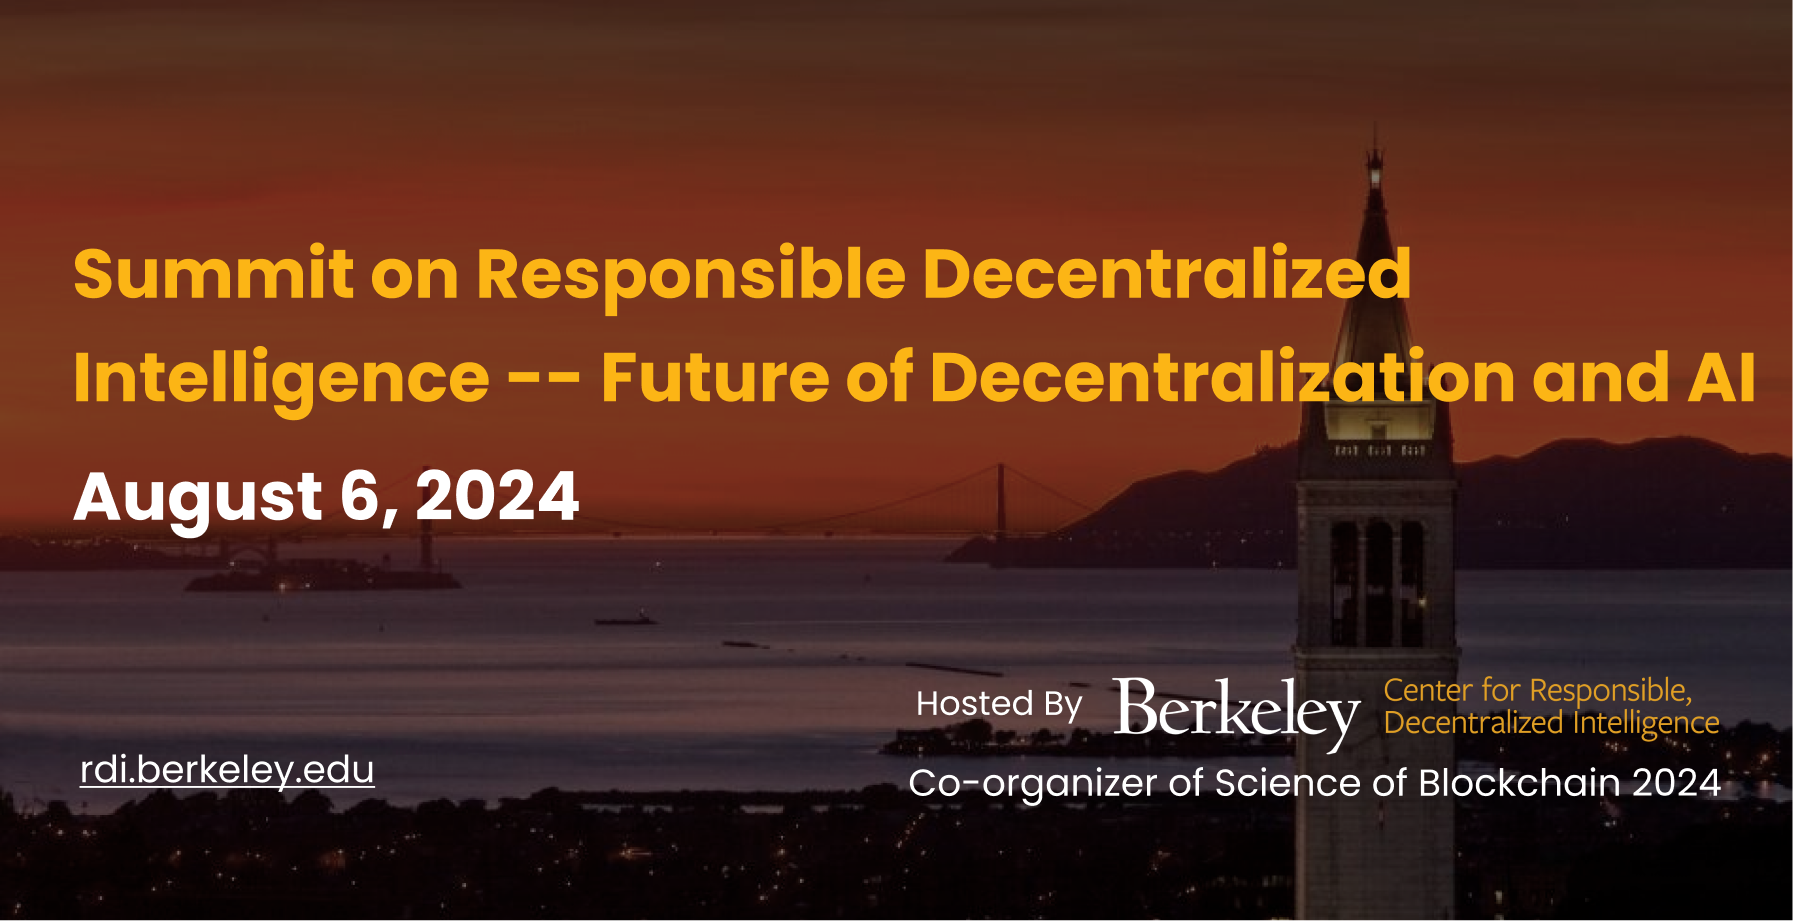 Summit on Responsible Decentralized
Intelligence -- Future of Decentralization and AI
August 6, 2024
Hosted By Berkeley Center for Responsible,
Decentralized Intelligence
rdi.berkeley.edu
Co-organizer of Science of Blockchain 2024